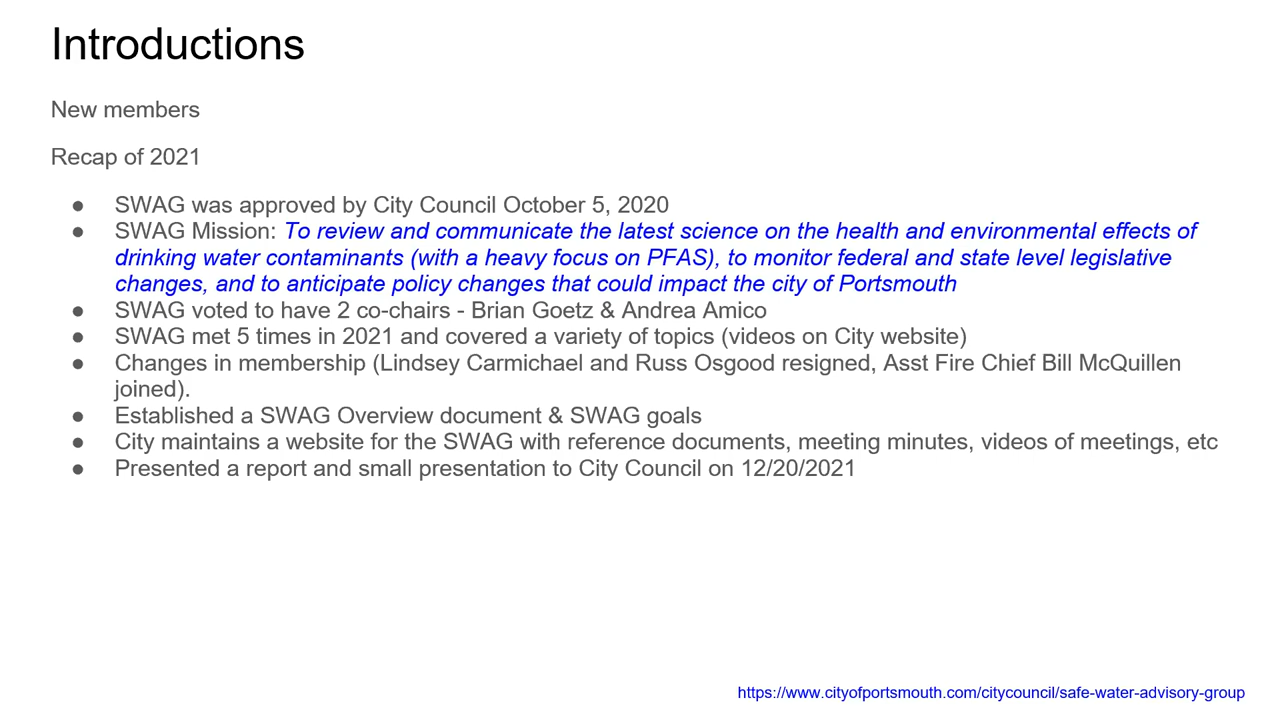 Introductions
New members
Recap of 2021
● SWAG was approved by City Council October 5, 2020
● SWAG Mission: To review and communicate the latest science on the health and environmental effects of
drinking water contaminants (with a heavy focus on PFAS), to monitor federal and state level legislative
changes, and to anticipate policy changes that could impact the city of Portsmouth
● SWAG voted to have 2 co-chairs - Brian Goetz & Andrea Amico
● SWAG met 5 times in 2021 and covered a variety of topics (videos on City website)
● Changes in membership (Lindsey Carmichael and Russ Osgood resigned, Asst Fire Chief Bill McQuillen
joined).
● Established a SWAG Overview document & SWAG goals
● City maintains a website for the SWAG with reference documents, meeting minutes, videos of meetings, etc
● Presented a report and small presentation to City Council on 12/20/2021
https://www.cityofportsmouth.com/citycouncil/safe-water-advisory-group